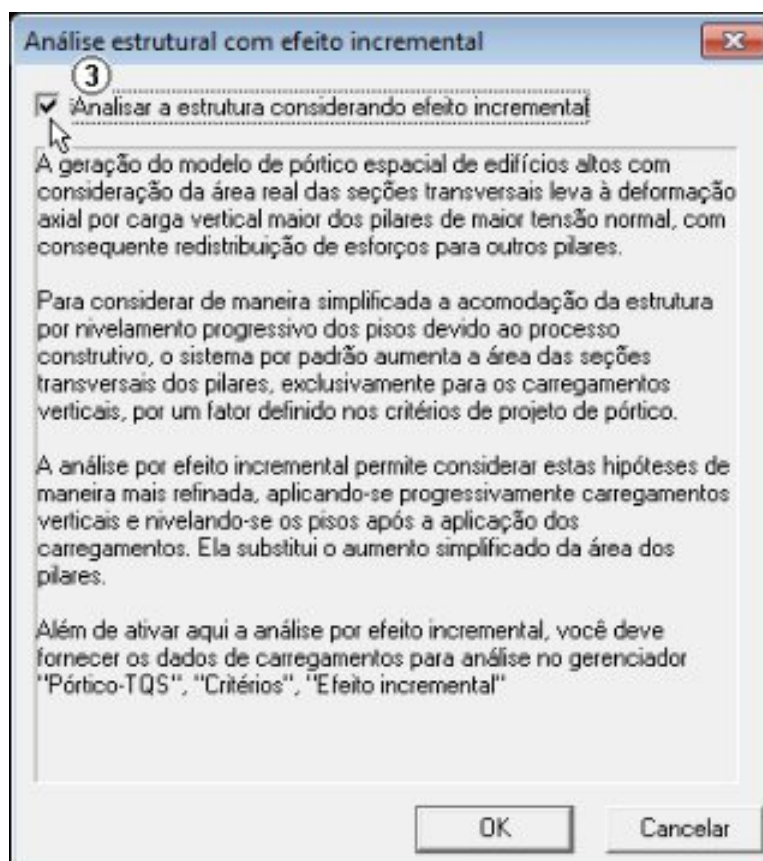 Análise estrutural com efeito incremental
3
Analisar a estrutura considerando efeito incremental
A geração do modelo de pórtico espacial de edifícios altos com
consideração da área real das seções transversais leva à deformação
axial por carga vertical maior dos pilares de maior tensão normal, com
consequente redistribuição de esforços para outros pilares.
Para considerar de maneira simplificada a acomodação da estrutura
por nivelamento progressivo dos pisos devido ao processo
construtivo, o sistema por padrão aumenta a área das seções
transversais dos pilares, exclusivamente para os carregamentos
verticais, por um fator definido nos critérios de projeto de pórtico.
A análise por efeito incremental permite considerar estas hipóteses de
maneira mais refinada, aplicando-se progressivamente carregamentos
verticais e nivelando-se os pisos após a aplicação dos
carregamentos. Ela substitui o aumento simplificado da área dos
pilares.
Além de ativar aqui a análise por efeito incremental, você deve
fornecer os dados de carregamentos para análise no gerenciador
"Pórtico-TQS", "Critérios", "Efeito incremental"
OK
Cancelar